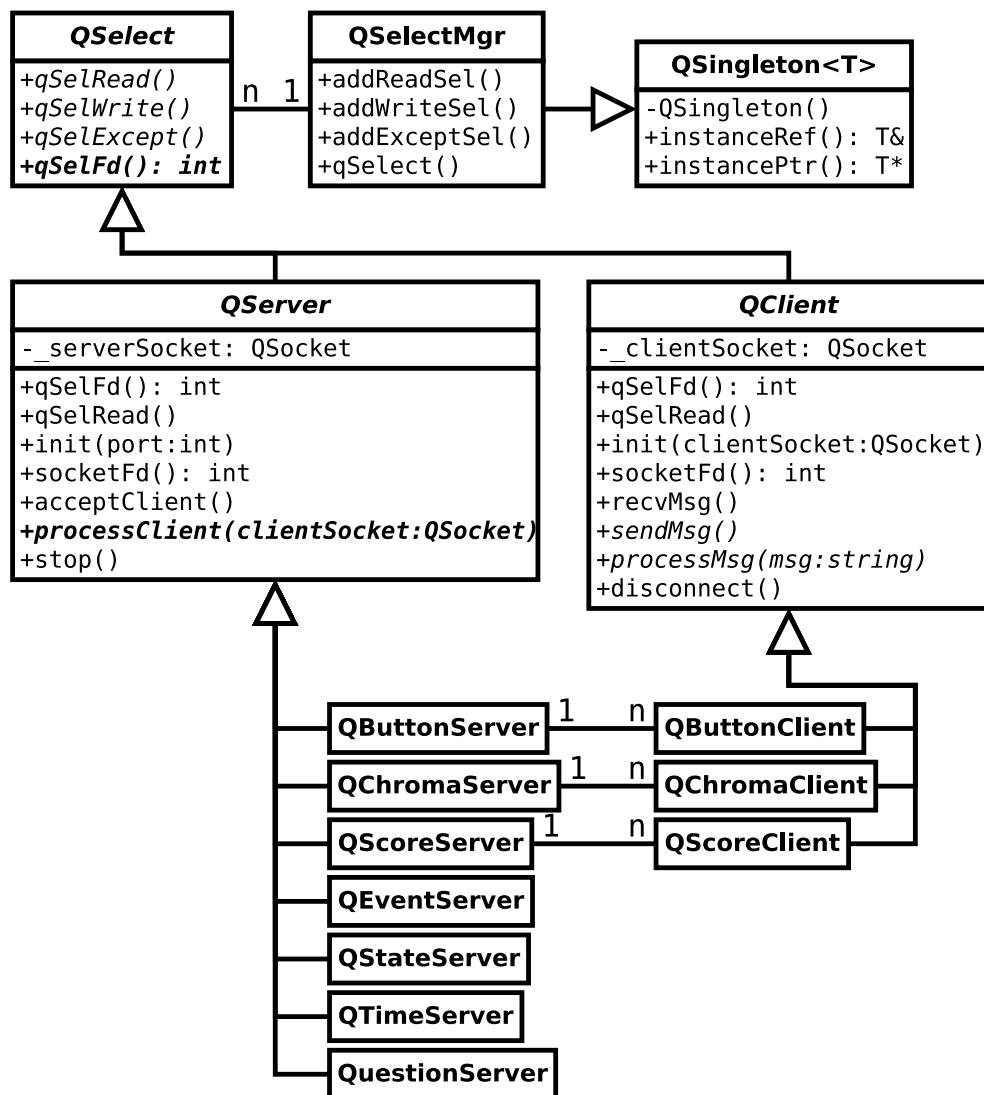 QSelect
+qSelRead()
+qSelWrite()
+qSelExcept()
+qSelFd(): int
n 1
QSelectMgr
+addReadSel()
+addWriteSel()
+addExceptSel()
+qSelect()
QSingleton<T>
-QSingleton()
+instanceRef(): T&
+instancePtr(): T*
QServer
-_serverSocket: QSocket
+qSelFd(): int
+qSelRead()
+init(port:int)
+socketFd(): int
+acceptClient()
+processClient(clientSocket:QSocket)
+stop()
QClient
-_clientSocket: QSocket
+qSelFd(): int
+qSelRead()
+init(clientSocket:QSocket)
+socketFd(): int
+recvMsg()
+sendMsg()
+processMsg(msg:string)
+disconnect()
QButtonServer 1 n QButtonClient
QChromaServer 1 n QChromaClient
QScoreServer 1 n QScoreClient
QEventServer
QStateServer
QTimeServer
QuestionServer